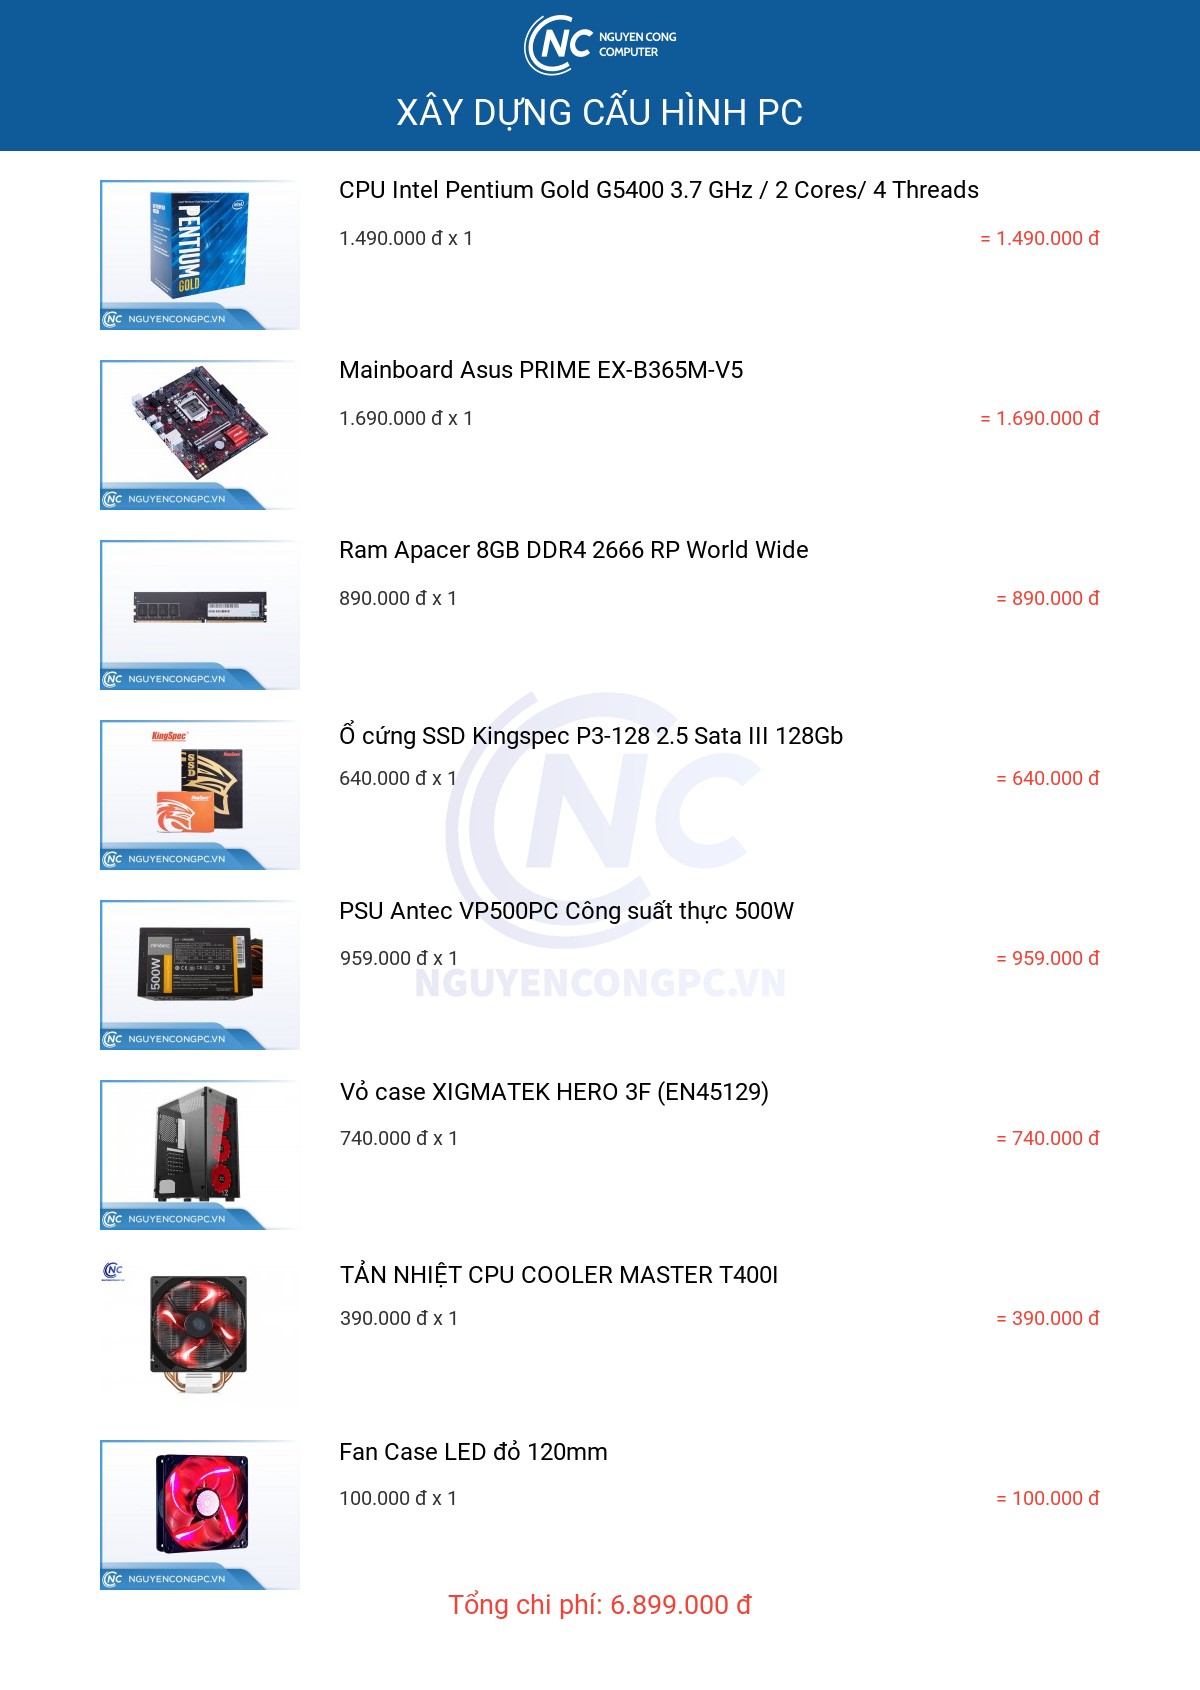 NC NGUYEN CONG
COMPUTER
XÂY DỰNG CẤU HÌNH PC
CPU Intel Pentium Gold G5400 3.7 GHz / 2 Cores/ 4 Threads
1.490.000 đ x 1 = 1.490.000 đ
PENTIUM
GOLD
NC NGUYENCONGPC.VN
Mainboard Asus PRIME EX-B365M-V5
1.690.000 đ x 1 = 1.690.000 đ
NC NGUYENCONGPC.VN
Ram Apacer 8GB DDR4 2666 RP World Wide
890.000 đ x 1 = 890.000 đ
NC NGUYENCONGPC.VN
Ổ cứng SSD Kingspec P3-128 2.5 Sata III 128Gb
640.000 đ x 1 = 640.000 đ
KingSpec
SSD
NC NGUYENCONGPC.VN
NC
PSU Antec VP500PC Công suất thực 500W
959.000 đ x 1 = 959.000 đ
500W
NC NGUYENCONGPC.VN
NGUYENCONGPC.VN
Vỏ case XIGMATEK HERO 3F (EN45129)
740.000 đ x 1 = 740.000 đ
NC NGUYENCONGPC.VN
NC
TẢN NHIỆT CPU COOLER MASTER T400I
390.000 đ x 1 = 390.000 đ
Fan Case LED đỏ 120mm
100.000 đ x 1 = 100.000 đ
NC NGUYENCONGPC.VN
Tổng chi phí: 6.899.000 đ